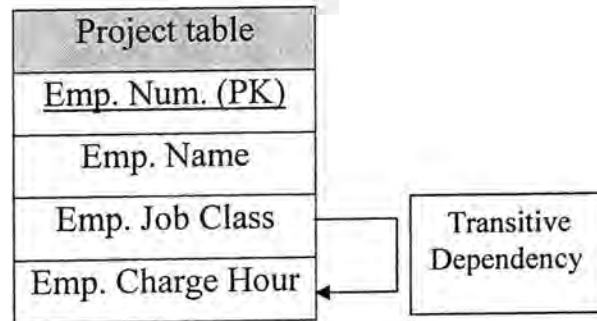 Project table
Emp. Num. (PK)
Emp. Name
Emp. Job Class
Emp. Charge Hour
Transitive
Dependency